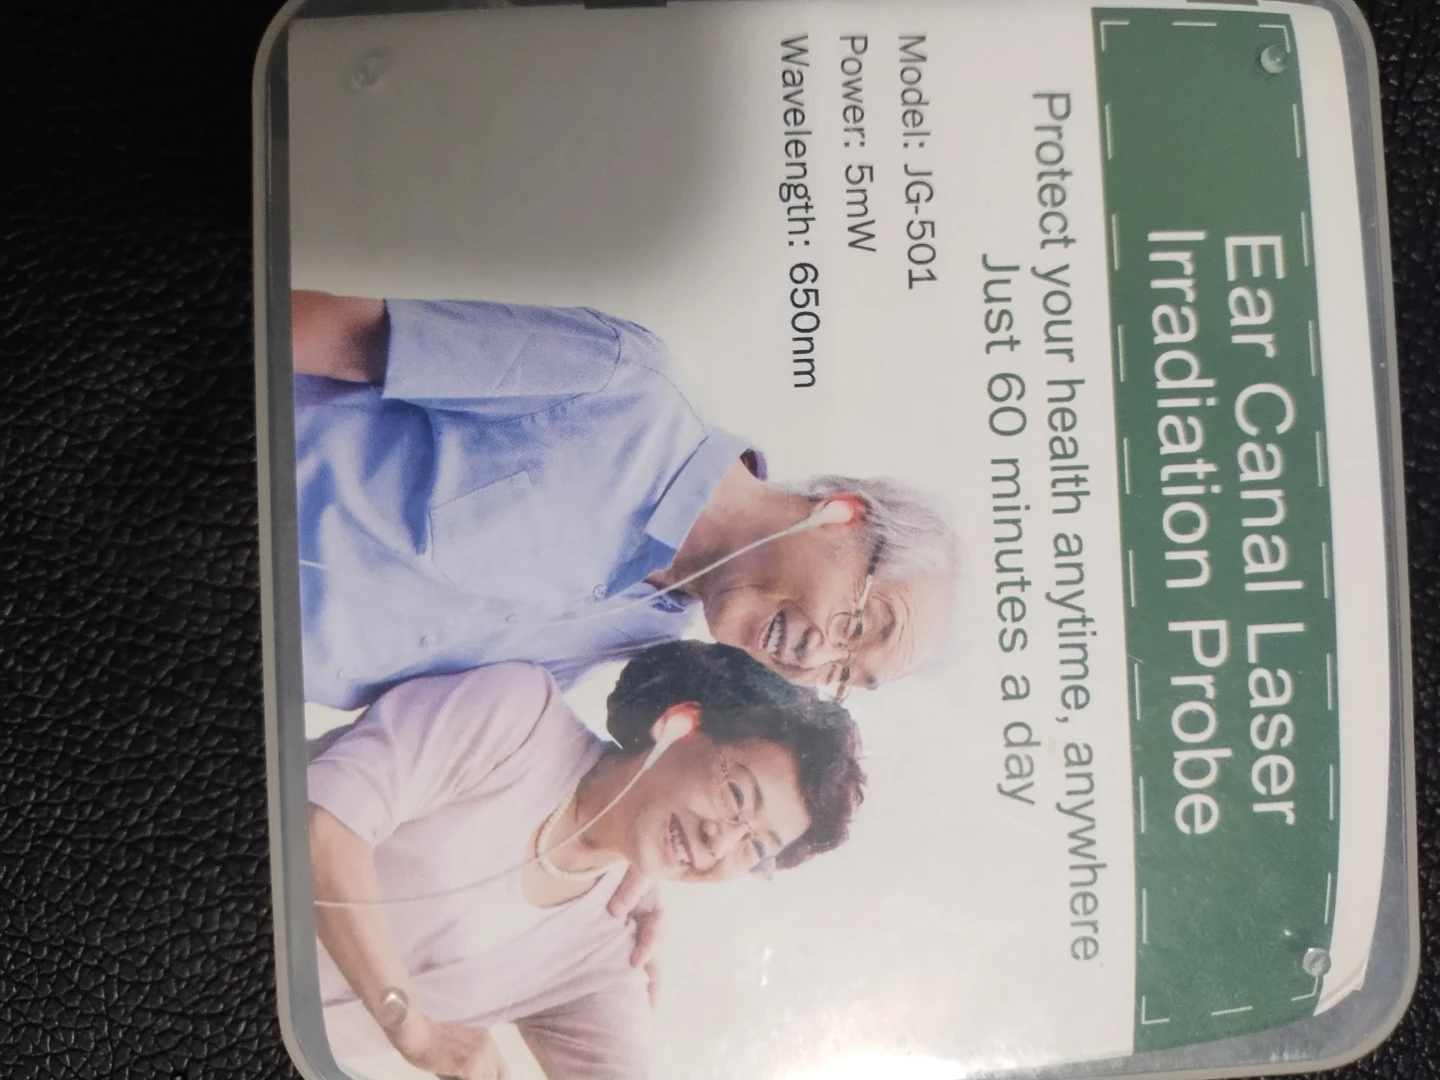 Ear Canal Laser
Irradiation Probe
Protect your health anytime, anywhere
Just 60 minutes a day
Model: JG-501
Power: 5mW
Wavelength: 650nm